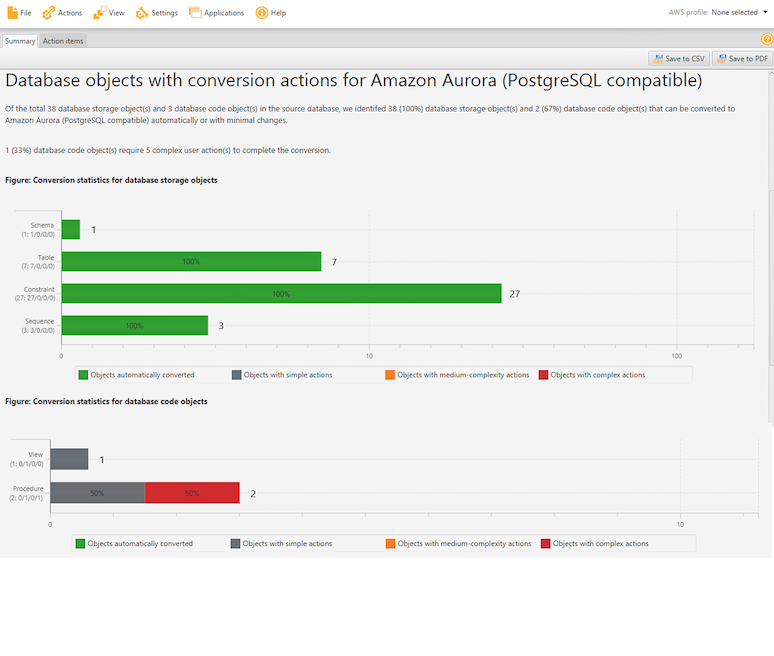 File Actions View Settings Applications Help AWS profile: None selected
Summary Action items
Save to CSV Save to PDF
Database objects with conversion actions for Amazon Aurora (PostgreSQL compatible)
Of the total 38 database storage object(s) and 3 database code object(s) in the source database, we identifed 38 (100%) database storage object(s) and 2 (67%) database code object(s) that can be converted to
Amazon Aurora (PostgreSQL compatible) automatically or with minimal changes.
1 (33%) database code object(s) require 5 complex user action(s) to complete the conversion.
Figure: Conversion statistics for database storage objects
Schema
(1: 1/0/0/0)
1
Table
(7: 7/0/0/0)
100%
7
Constraint
(27: 27/0/0/0)
100%
27
Sequence
(3: 3/0/0/0)
100%
3
0 10 100
Objects automatically converted Objects with simple actions Objects with medium-complexity actions Objects with complex actions
Figure: Conversion statistics for database code objects
View
(1: 0/1/0/0)
1
Procedure
(2: 0/1/0/1)
50% 50%
2
0 10
Objects automatically converted Objects with simple actions Objects with medium-complexity actions Objects with complex actions